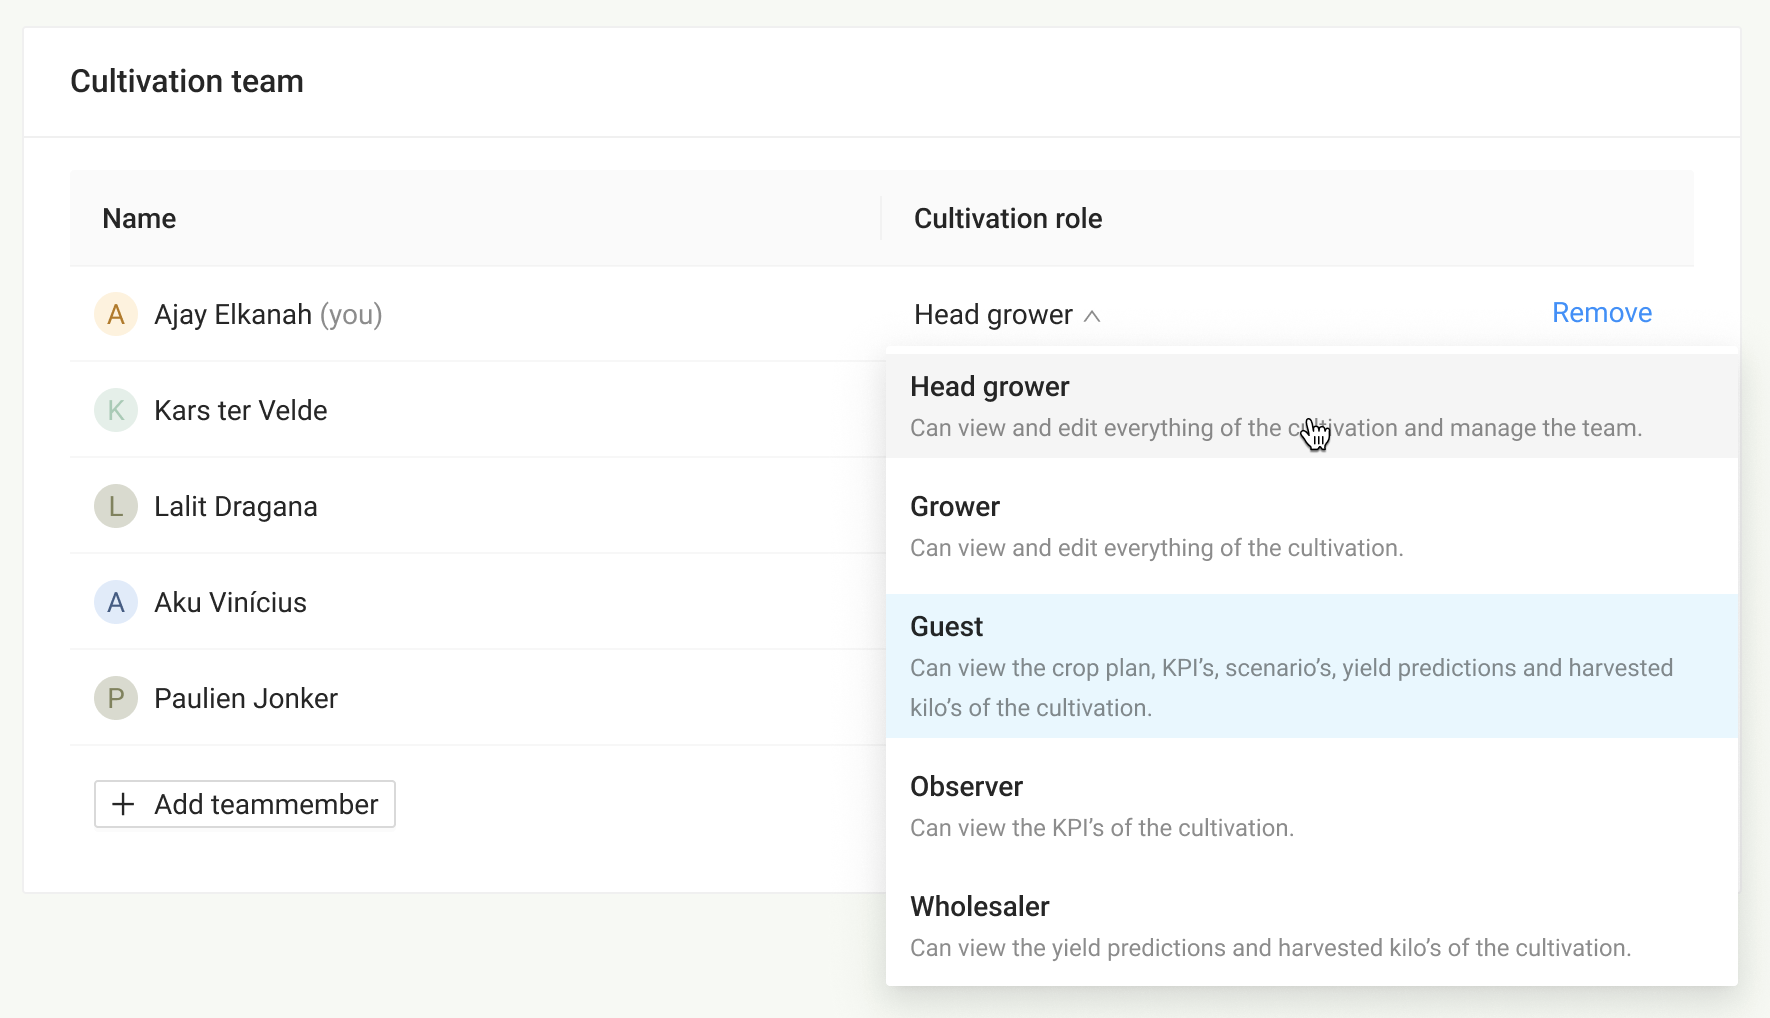 Cultivation team
Name
Cultivation role
A
Ajay Elkanah (you)
Head grower
Remove
K
Kars ter Velde
L
Lalit Dragana
A
Aku Vinícius
P
Paulien Jonker
Add teammember
Head grower
Can view and edit everything of the cultivation and manage the team.
Grower
Can view and edit everything of the cultivation.
Guest
Can view the crop plan, KPI’s, scenario’s, yield predictions and harvested
kilo’s of the cultivation.
Observer
Can view the KPI’s of the cultivation.
Wholesaler
Can view the yield predictions and harvested kilo’s of the cultivation.